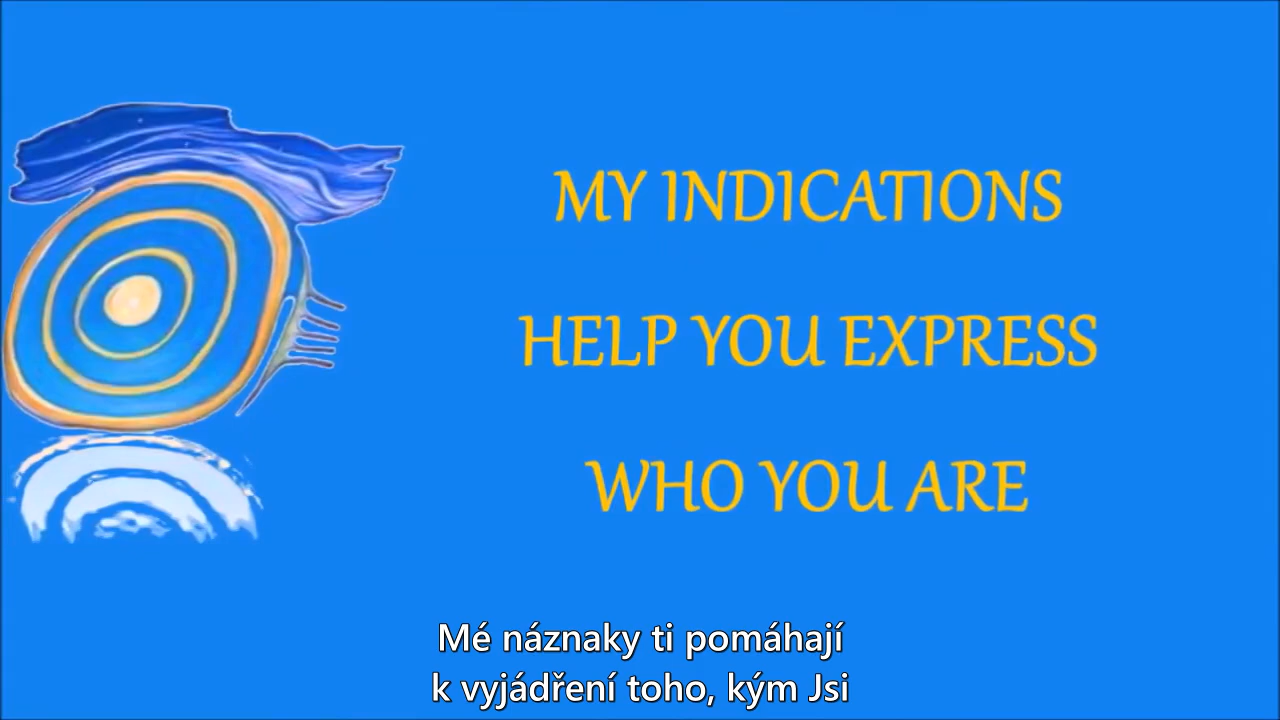 MY INDICATIONS
HELP YOU EXPRESS
WHO YOU ARE
Mé náznaky ti pomáhají
k vyjádření toho, kým Jsi